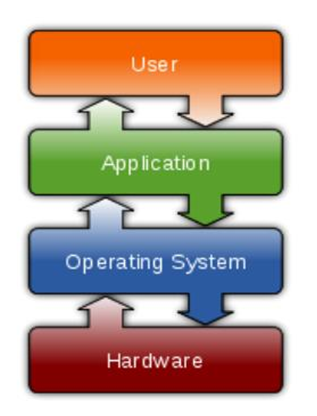 User
Application
Operating System
Hardware